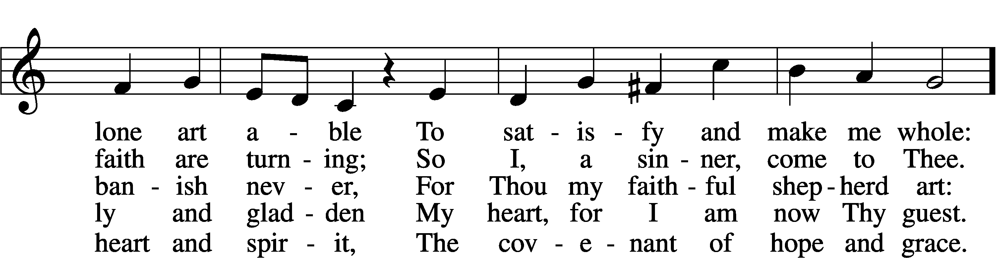 lone art a - ble To sat - is - fy and make me whole:
faith are turn - ing; So I, a sin - ner, come to Thee.
ban - ish nev - er, For Thou my faith - ful shep - herd art:
ly and glad - den My heart, for I am now Thy guest.
heart and spir - it, The cov - e - nant of hope and grace.